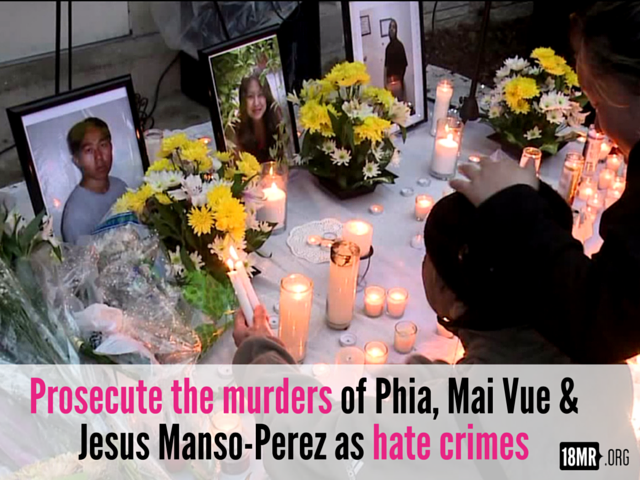 Prosecute the murders of Phia, Mai Vue &
Jesus Manso-Perez as hate crimes
18MR.ORG